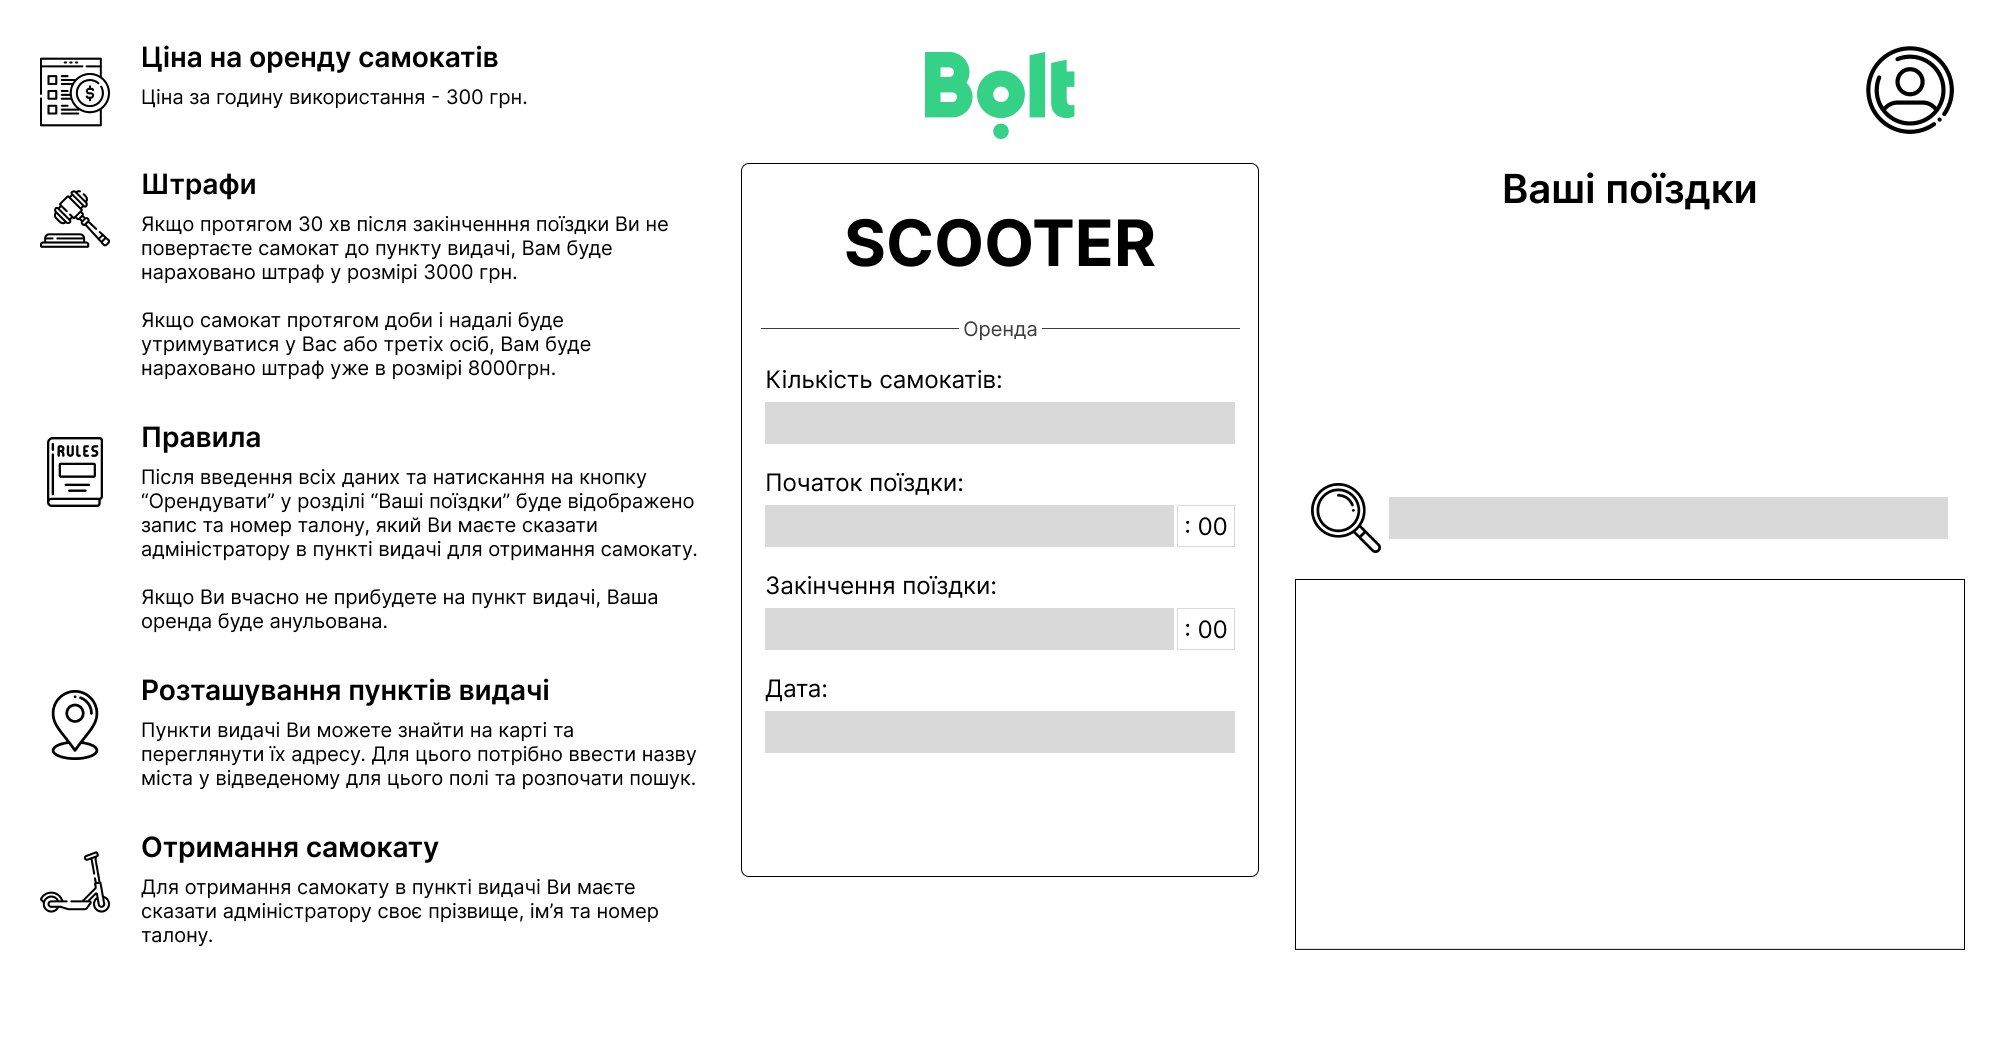 Ціна на оренду самокатів
Ціна за годину використання - 300 грн.
Штрафи
Якщо протягом 30 хв після закінченння поїздки Ви не
повертаєте самокат до пункту видачі, Вам буде
нараховано штраф у розмірі 3000 грн.
Якщо самокат протягом доби і надалі буде
утримуватися у Вас або третіх осіб, Вам буде
нараховано штраф уже в розмірі 8000грн.
RULES
Правила
Після введення всіх даних та натискання на кнопку
“Орендувати” у розділі “Ваші поїздки” буде відображено
запис та номер талону, який Ви маєте сказати
адміністратору в пункті видачі для отримання самокату.
Якщо Ви вчасно не прибудете на пункт видачі, Ваша
оренда буде анульована.
Розташування пунктів видачі
Пункти видачі Ви можете знайти на карті та
переглянути їх адресу. Для цього потрібно ввести назву
міста у відведеному для цього полі та розпочати пошук.
Отримання самокату
Для отримання самокату в пункті видачі Ви маєте
сказати адміністратору своє прізвище, ім’я та номер
талону.
Bolt
SCOOTER
Оренда
Кількість самокатів:
Початок поїздки:
: 00
Закінчення поїздки:
: 00
Дата:
Ваші поїздки